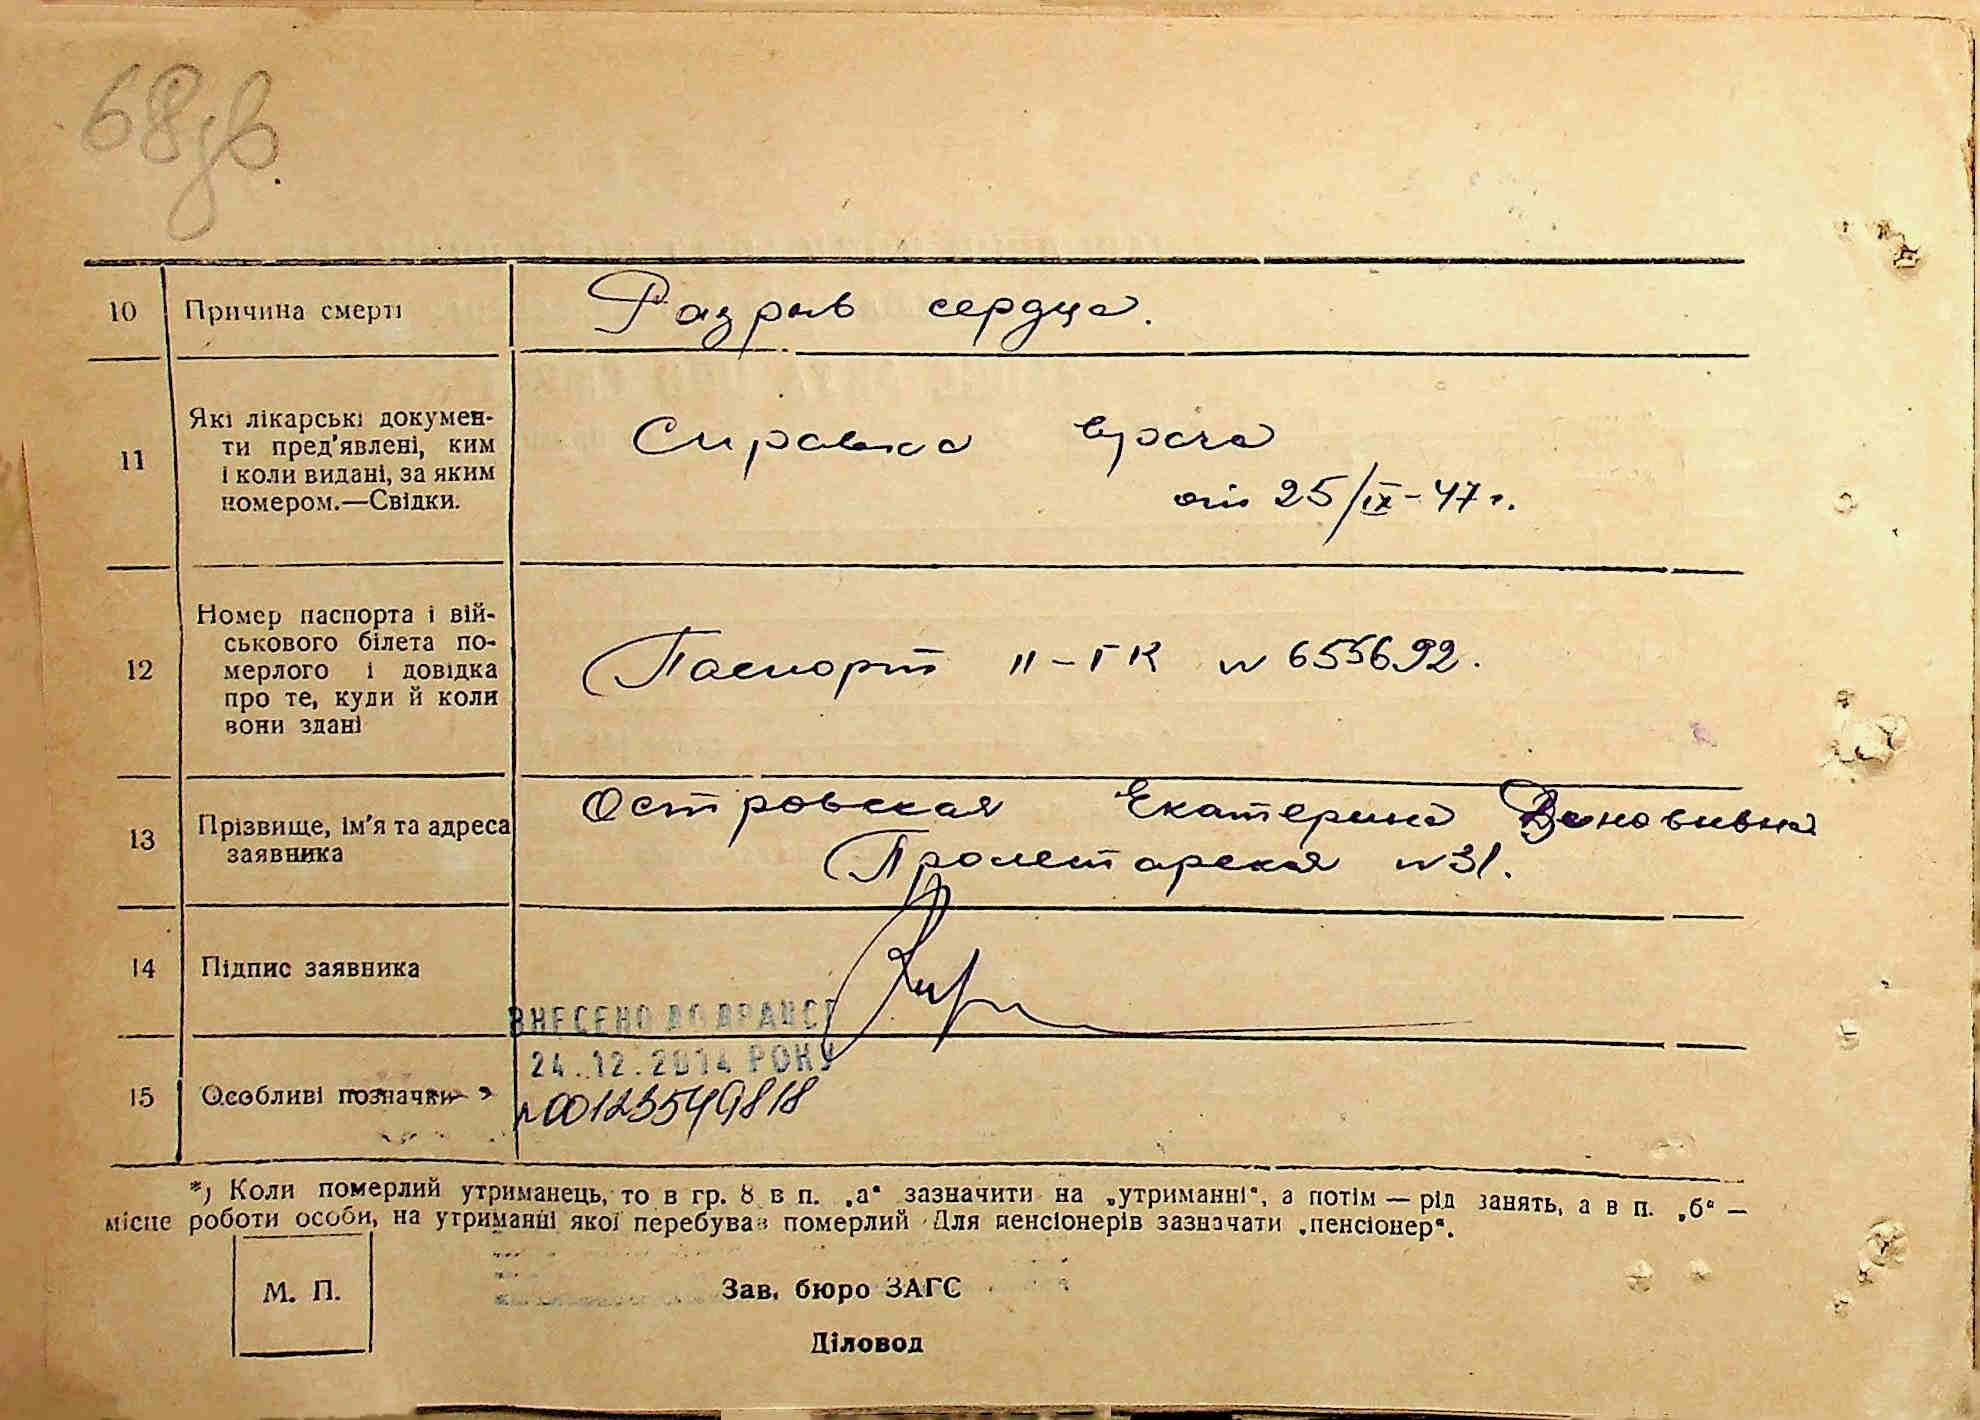 68зв.
10 Причина смерті Разрыв сердца.
11 Які лікарські докумен-
ти пред'явлені, ким
і коли видані, за яким
номером.—Свідки.
Справка врача
от 25/IX-47 г.
12 Номер паспорта і вій-
ськового білета по-
мерлого і довідка
про те, куди й коли
вони здані
Паспорт II-ГК N 655692.
13 Прізвище, ім'я та адреса
заявника
Островская Екатерина
Пролетарская N 31.
14 Підпис заявника
ВНЕСЕНО ДО ДРАЦСГ
24.12.2014 РОКУ
15 Особливі позначки
N00123549818
*) Коли померлий утриманець, то в гр. 8 в п. „а" зазначити на „утриманні", а потім — рід занять, а в п. „б" —
місце роботи особи, на утриманні якої перебував померлий Для пенсіонерів зазначати „пенсіонер".
М. П.
Зав. бюро ЗАГС
Діловод